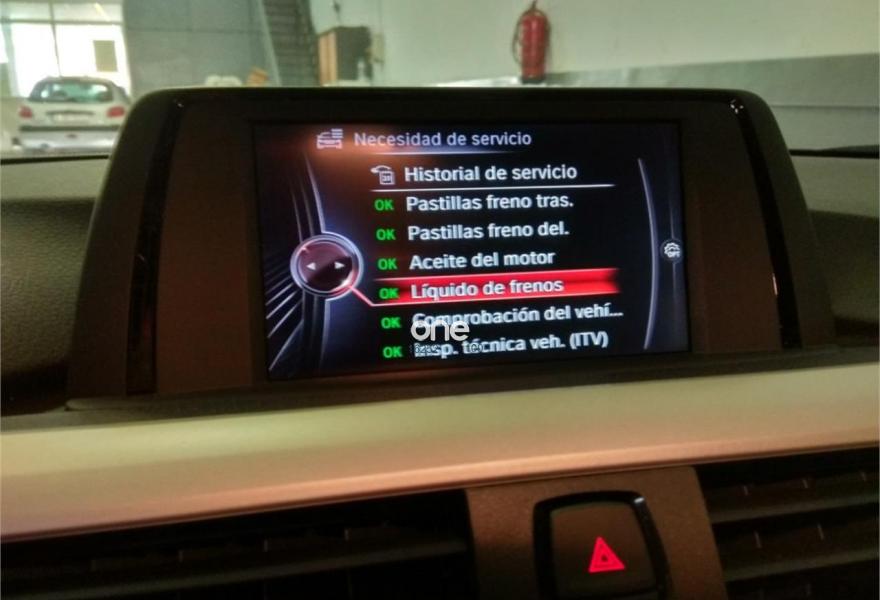 Necesidad de servicio
Historial de servicio
OK Pastillas freno tras.
OK Pastillas freno del.
OK Aceite del motor
OK Líquido de frenos
OK Comprobación del vehí...
one
OK Insp. técnica veh. (ITV)
OPT